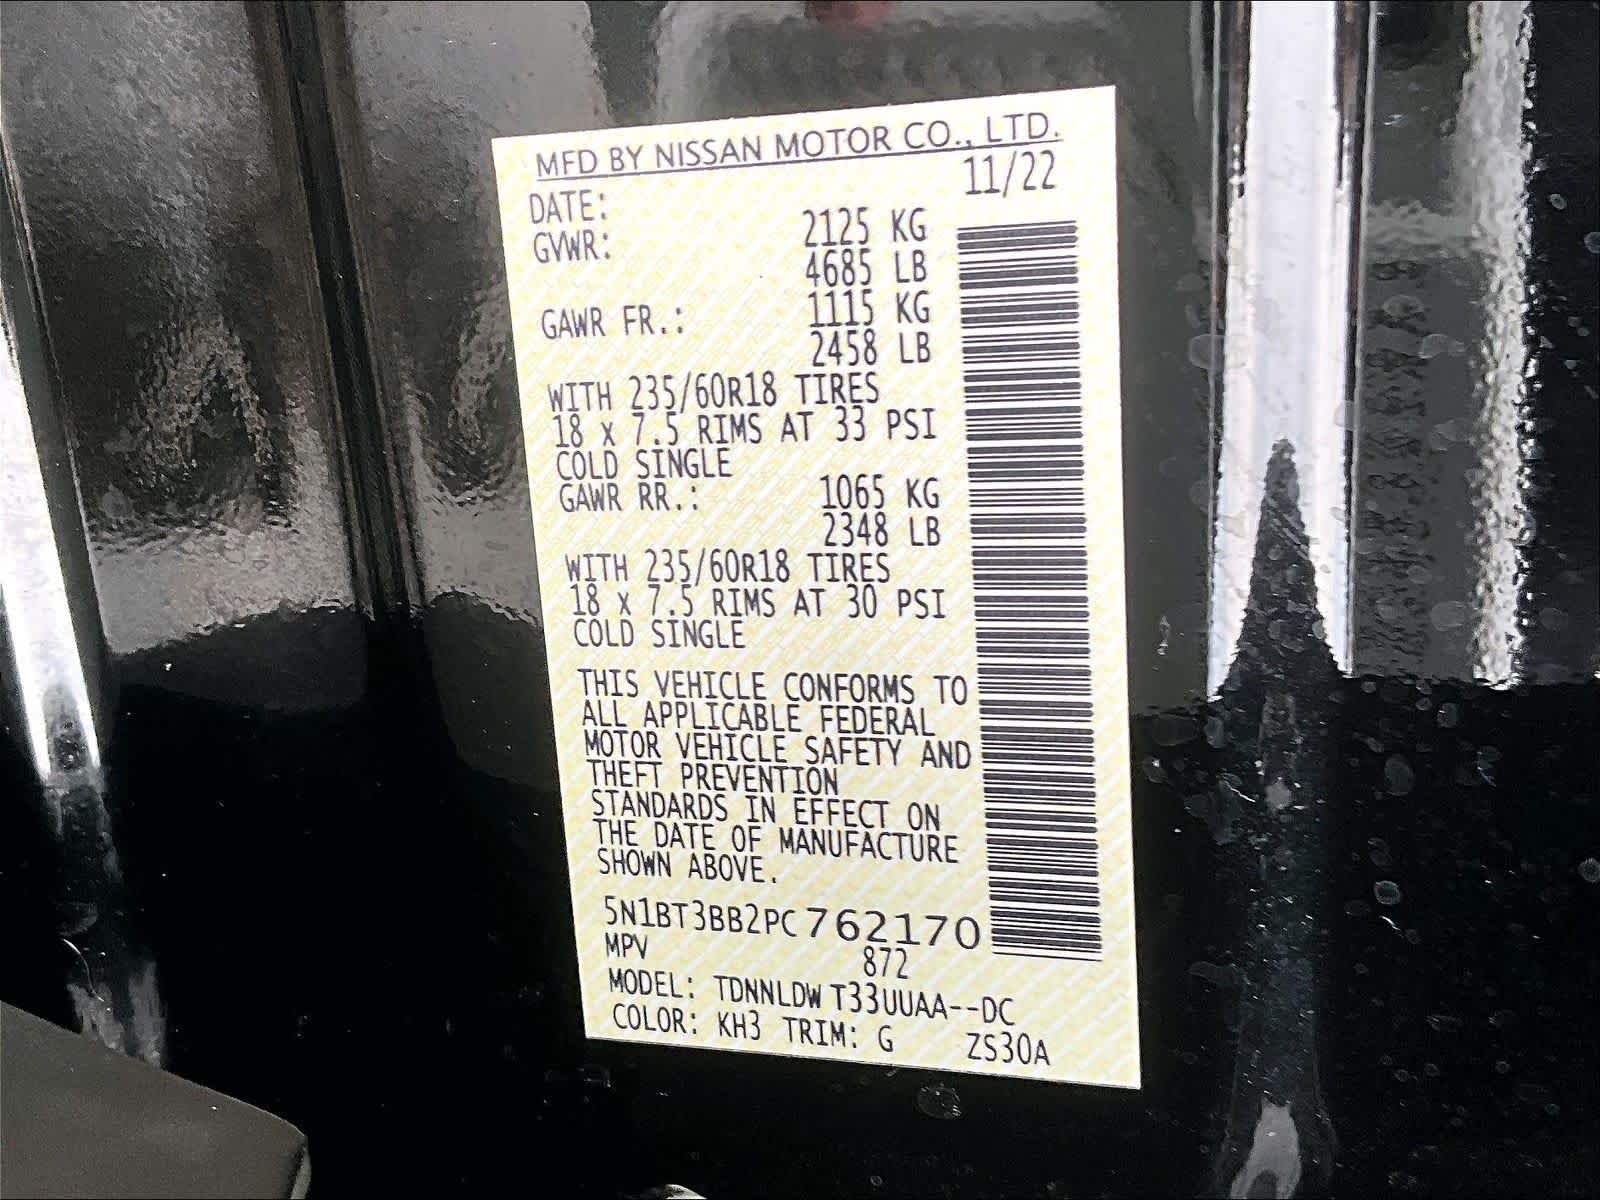 MFD BY NISSAN MOTOR CO., LTD.
DATE: 11/22
GVWR: 2125 KG
4685 LB
GAWR FR.: 1115 KG
2458 LB
WITH 235/60R18 TIRES
18 x 7.5 RIMS AT 33 PSI
COLD SINGLE
GAWR RR.: 1065 KG
2348 LB
WITH 235/60R18 TIRES
18 x 7.5 RIMS AT 30 PSI
COLD SINGLE
THIS VEHICLE CONFORMS TO
ALL APPLICABLE FEDERAL
MOTOR VEHICLE SAFETY AND
THEFT PREVENTION
STANDARDS IN EFFECT ON
THE DATE OF MANUFACTURE
SHOWN ABOVE.
5N1BT3BB2PC762170
MPV 872
MODEL: TDNNLDW T33UUAA--DC
COLOR: KH3 TRIM: G ZS30A